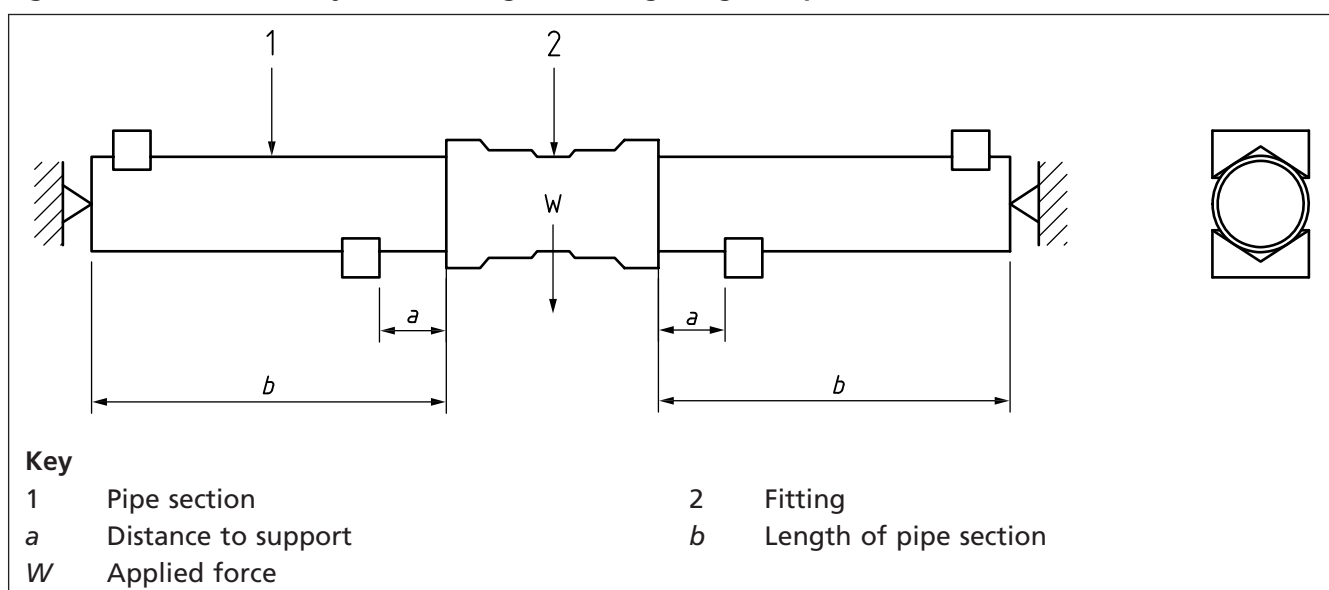 1
2
W
a
a
b
b
Key
1 Pipe section
2 Fitting
a Distance to support
b Length of pipe section
W Applied force